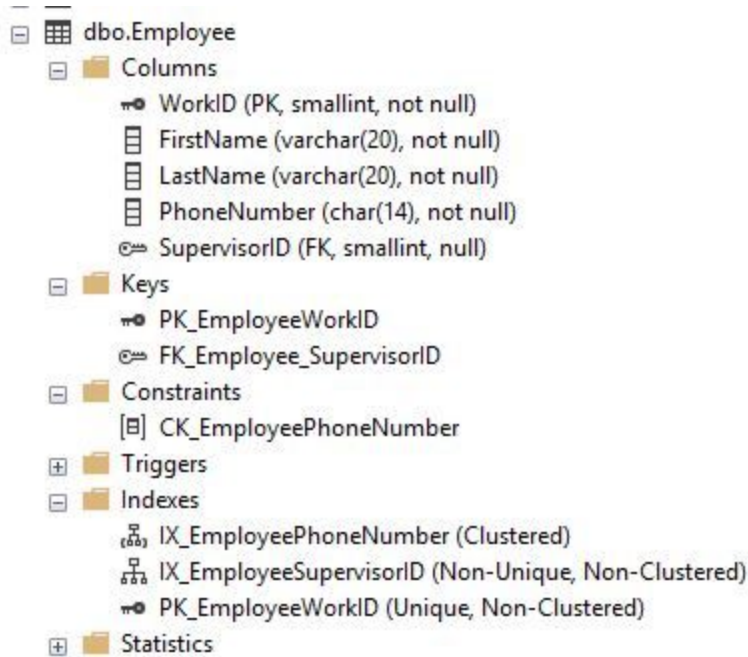 dbo.Employee
Columns
WorkID (PK, smallint, not null)
FirstName (varchar(20), not null)
LastName (varchar(20), not null)
PhoneNumber (char(14), not null)
SupervisorID (FK, smallint, null)
Keys
PK_EmployeeWorkID
FK_Employee_SupervisorID
Constraints
CK_EmployeePhoneNumber
Triggers
Indexes
IX_EmployeePhoneNumber (Clustered)
IX_EmployeeSupervisorID (Non-Unique, Non-Clustered)
PK_EmployeeWorkID (Unique, Non-Clustered)
Statistics